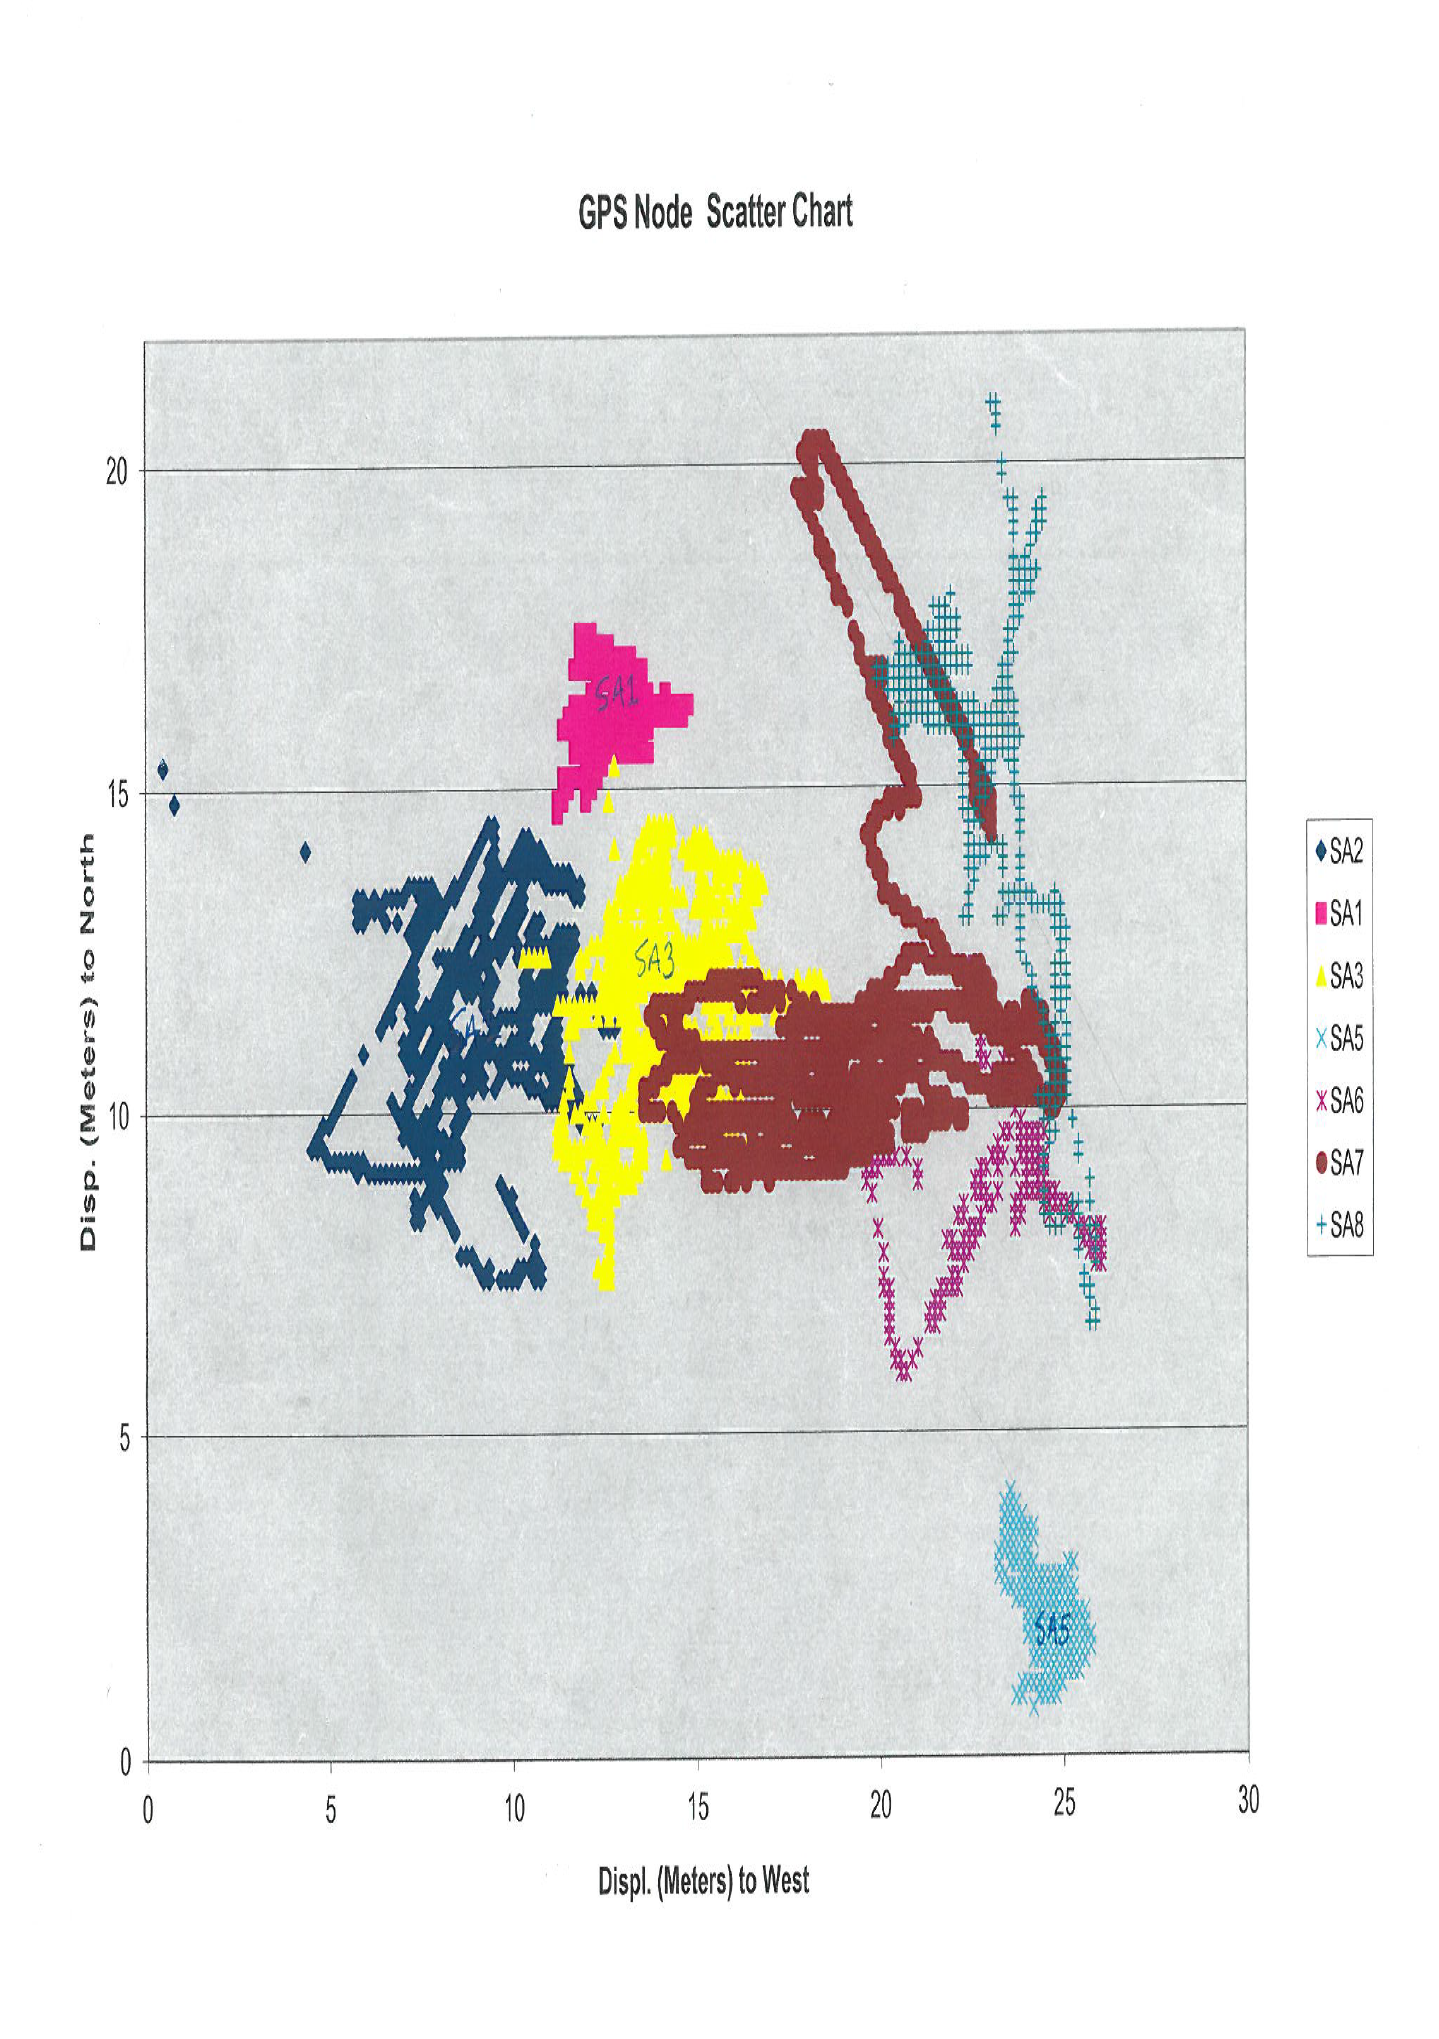 GPS Node Scatter Chart
Disp. (Meters) to North
20
15
10
5
0
SA1
SA3
SA5
0 5 10 15 20 25 30
Displ. (Meters) to West
SA2
SA1
SA3
SA5
SA6
SA7
SA8